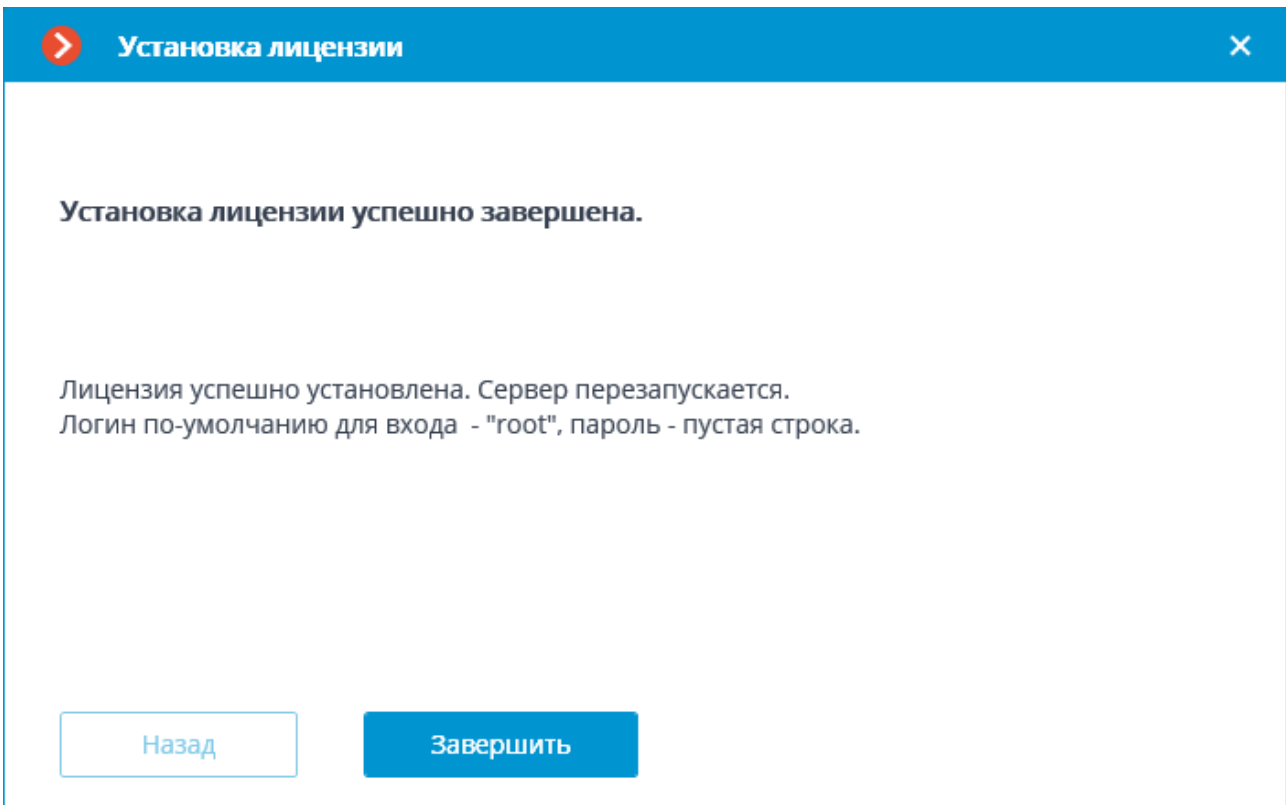 Установка лицензии
Установка лицензии успешно завершена.
Лицензия успешно установлена. Сервер перезапускается.
Логин по-умолчанию для входа - "root", пароль - пустая строка.
Назад
Завершить